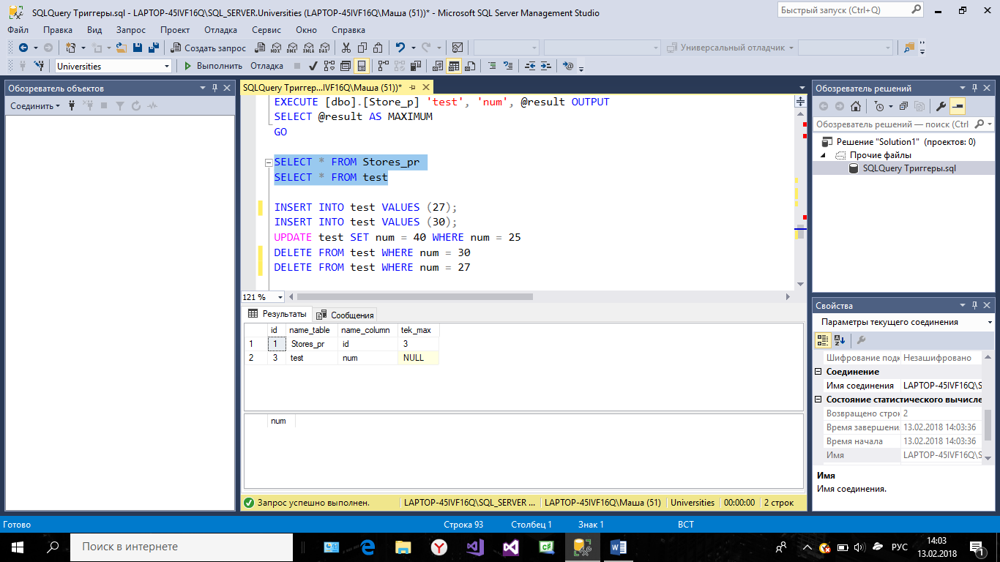 SQLQuery Триггеры.sql - LAPTOP-45IVF16Q\SQL_SERVER.Universities (LAPTOP-45IVF16Q\Маша (51))* - Microsoft SQL Server Management Studio
Быстрый запуск (Ctrl+Q)
Файл Правка Вид Запрос Проект Отладка Сервис Окно Справка
Создать запрос MDX DMX XMLA DAX Универсальный отладчик
Universities Выполнить Отладка
Обозреватель объектов
Соединить
SQLQuery Триггер...IVF16Q\Маша (51))*
EXECUTE [dbo].[Store_p] 'test', 'num', @result OUTPUT
SELECT @result AS MAXIMUM
GO
SELECT * FROM Stores_pr
SELECT * FROM test
INSERT INTO test VALUES (27);
INSERT INTO test VALUES (30);
UPDATE test SET num = 40 WHERE num = 25
DELETE FROM test WHERE num = 30
DELETE FROM test WHERE num = 27
121 %
Результаты Сообщения
id name_table name_column tek_max
1 1 Stores_pr id 3
2 3 test num NULL
num
Запрос успешно выполнен. LAPTOP-45IVF16Q\SQL_SERVER ... LAPTOP-45IVF16Q\Маша (51) Universities 00:00:00 2 строк
Обозреватель решений
Обозреватель решений — поиск (Ctrl
Решение "Solution1" (проектов: 0)
Прочие файлы
SQLQuery Триггеры.sql
Свойства
Параметры текущего соединения
Шифрование подк Незашифровано
Соединение
Имя соединения LAPTOP-45IVF16Q\S
Состояние статистического вычисле
Возвращено строк 2
Время завершени 13.02.2018 14:03:36
Время начала 13.02.2018 14:03:36
Имя LAPTOP-45IVF16Q\S
Имя
Имя соединения.
Готово Строка 93 Столбец 1 Знак 1 ВСТ
Поиск в интернете
РУС
14:03
13.02.2018
1